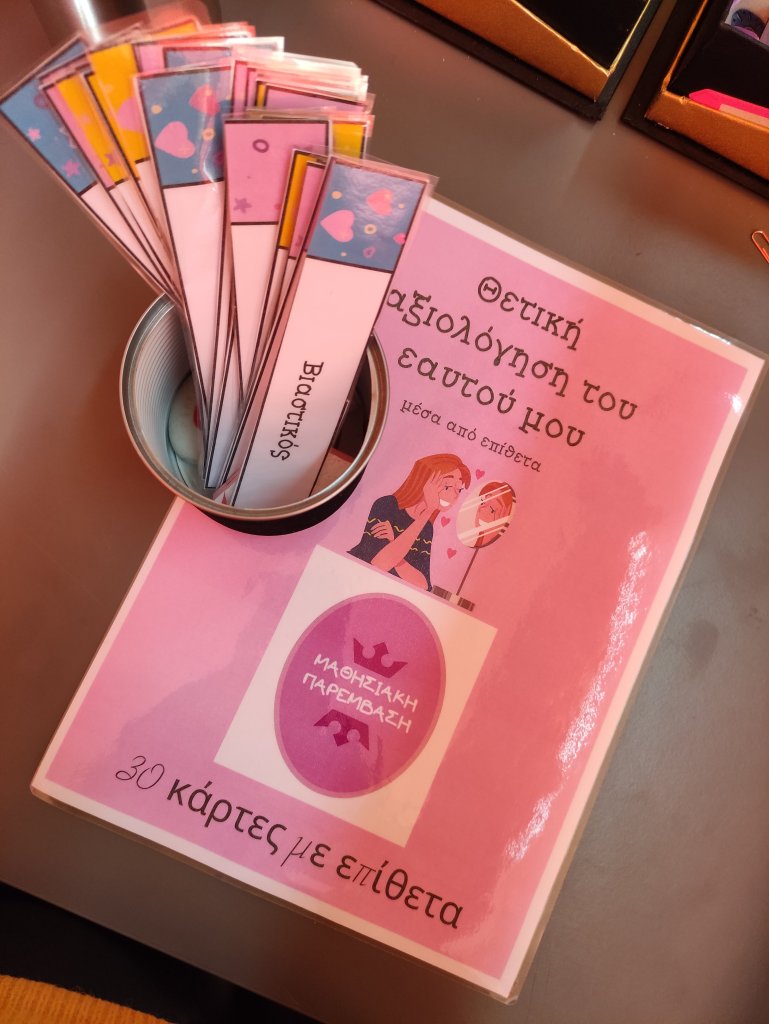 Βιαστικός
Θετική
αξιολόγηση του
εαυτού μου
μέσα από επίθετα
ΜΑΘΗΣΙΑΚΗ
ΠΑΡΕΜΒΑΣΗ
30 κάρτες με επίθετα